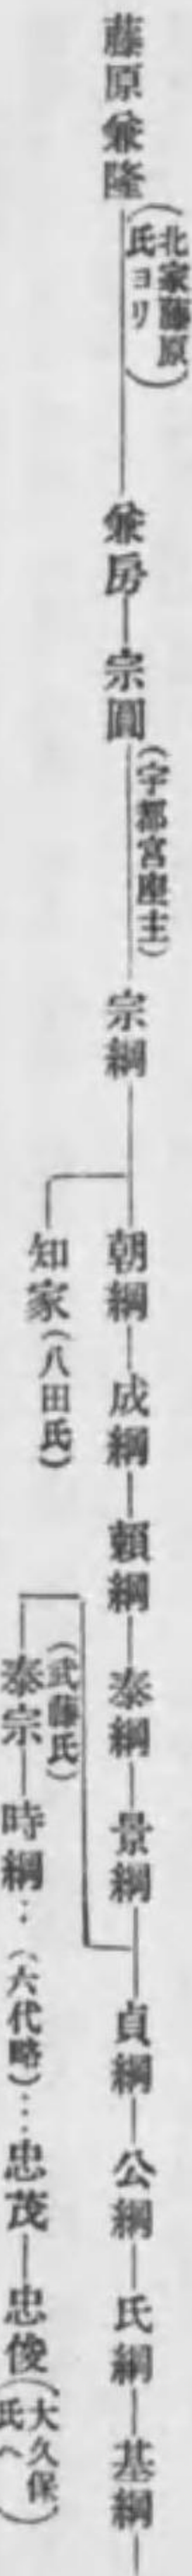 藤原兼隆(北家藤原氏ヨリ)兼房―宗圓(宇都宮座主)宗綱
朝綱―成綱―頼綱―泰綱―景綱―貞綱―公綱―氏綱―基綱―
知家(八田氏)
(武藤氏)
泰宗―時綱…(六代略)…忠茂―忠俊(大久保氏へ)